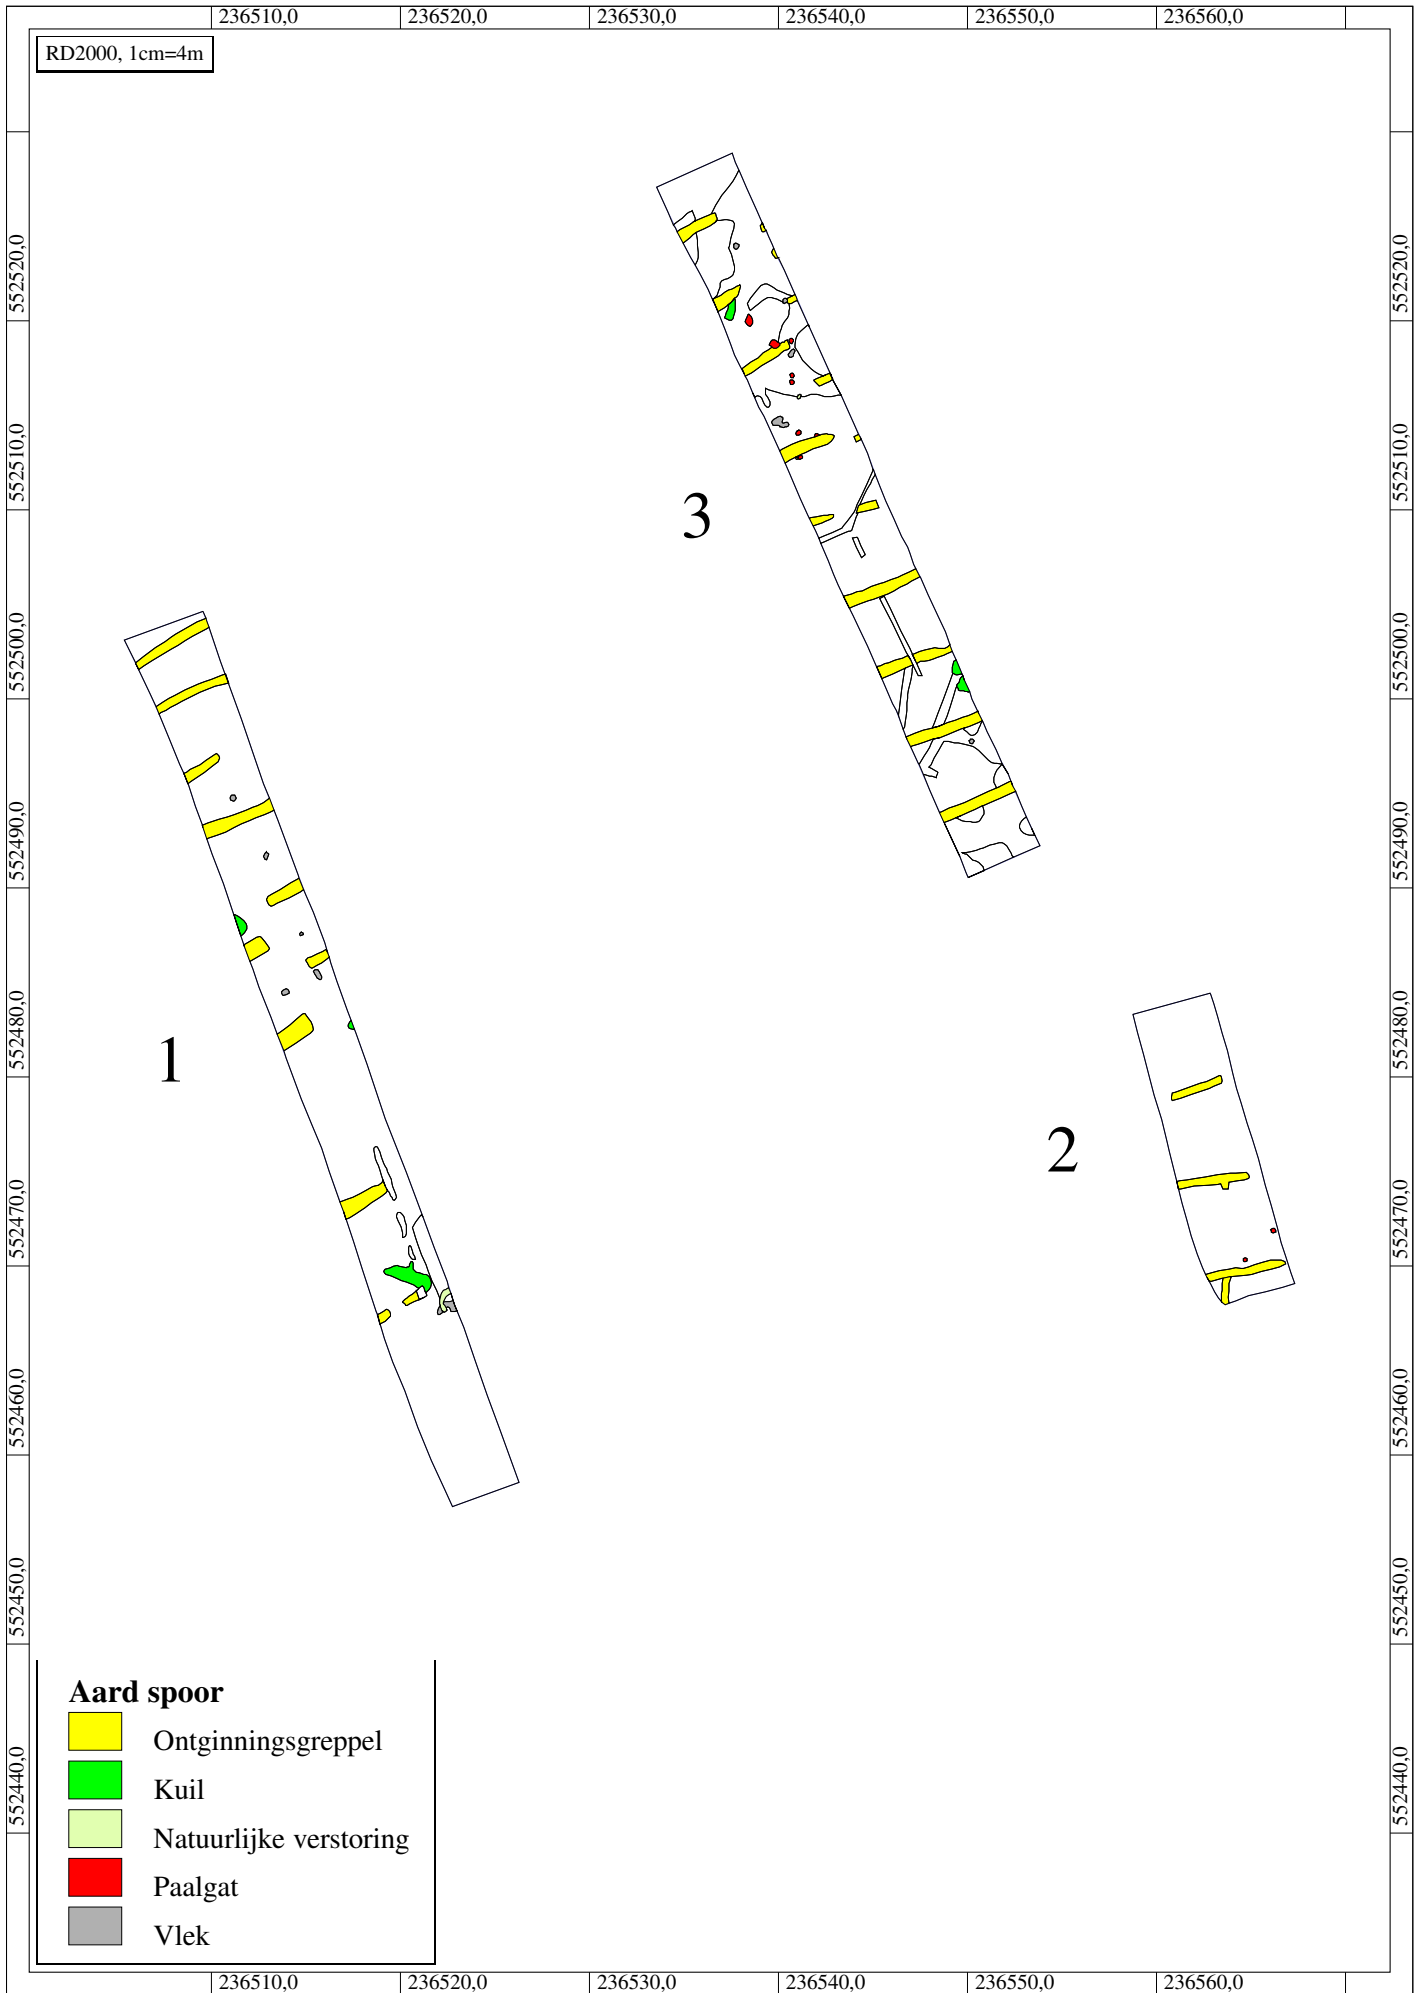 236510,0 236520,0 236530,0 236540,0 236550,0 236560,0
RD2000, 1cm=4m
552520,0 552520,0
552510,0 552510,0
3
552500,0 552500,0
552490,0 552490,0
552480,0 552480,0
1
2
552470,0 552470,0
552460,0 552460,0
552450,0 552450,0
Aard spoor
Ontginningsgreppel
552440,0 552440,0
Kuil
Natuurlijke verstoring
Paalgat
Vlek
236510,0 236520,0 236530,0 236540,0 236550,0 236560,0